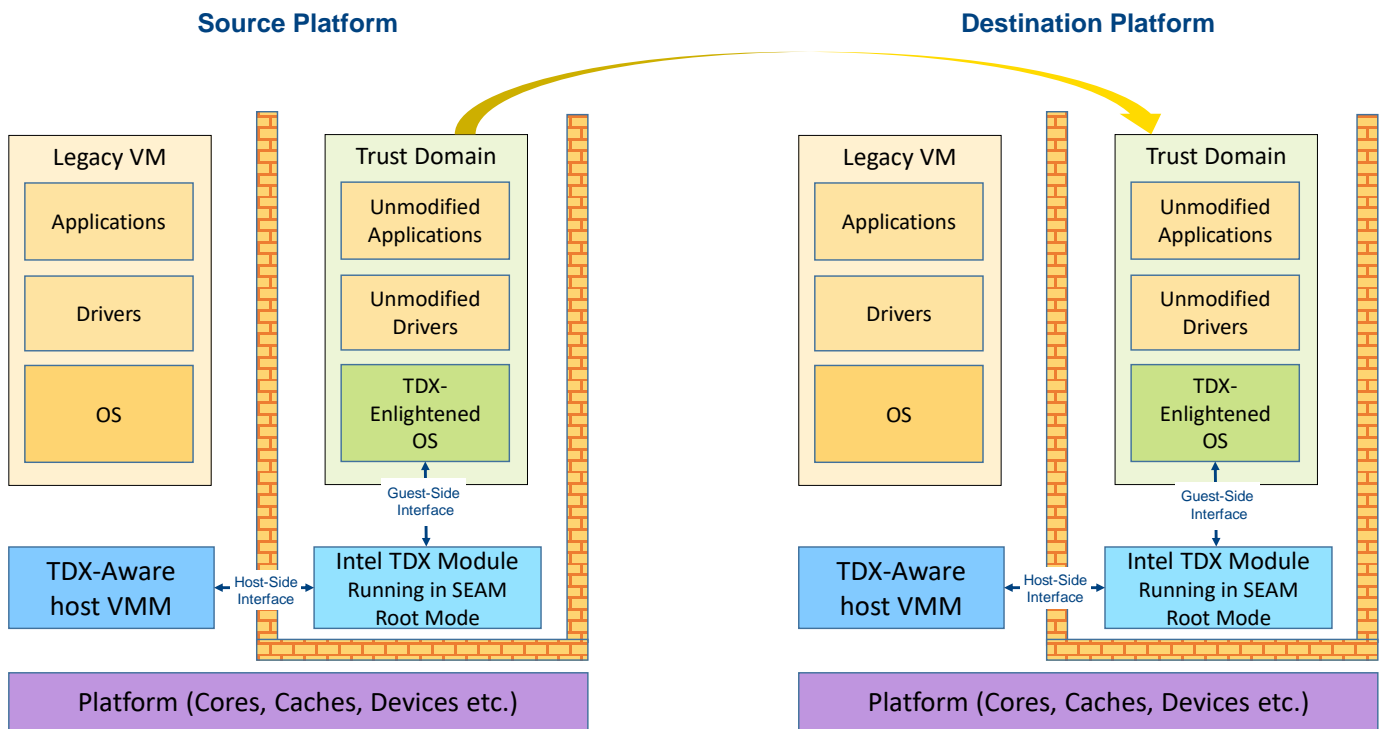 Source Platform
Legacy VM
Applications
Drivers
OS
Trust Domain
Unmodified
Applications
Unmodified
Drivers
TDX-
Enlightened
OS
Guest-Side
Interface
TDX-Aware
host VMM
Host-Side
Interface
Intel TDX Module
Running in SEAM
Root Mode
Platform (Cores, Caches, Devices etc.)
Destination Platform
Legacy VM
Applications
Drivers
OS
Trust Domain
Unmodified
Applications
Unmodified
Drivers
TDX-
Enlightened
OS
Guest-Side
Interface
TDX-Aware
host VMM
Host-Side
Interface
Intel TDX Module
Running in SEAM
Root Mode
Platform (Cores, Caches, Devices etc.)